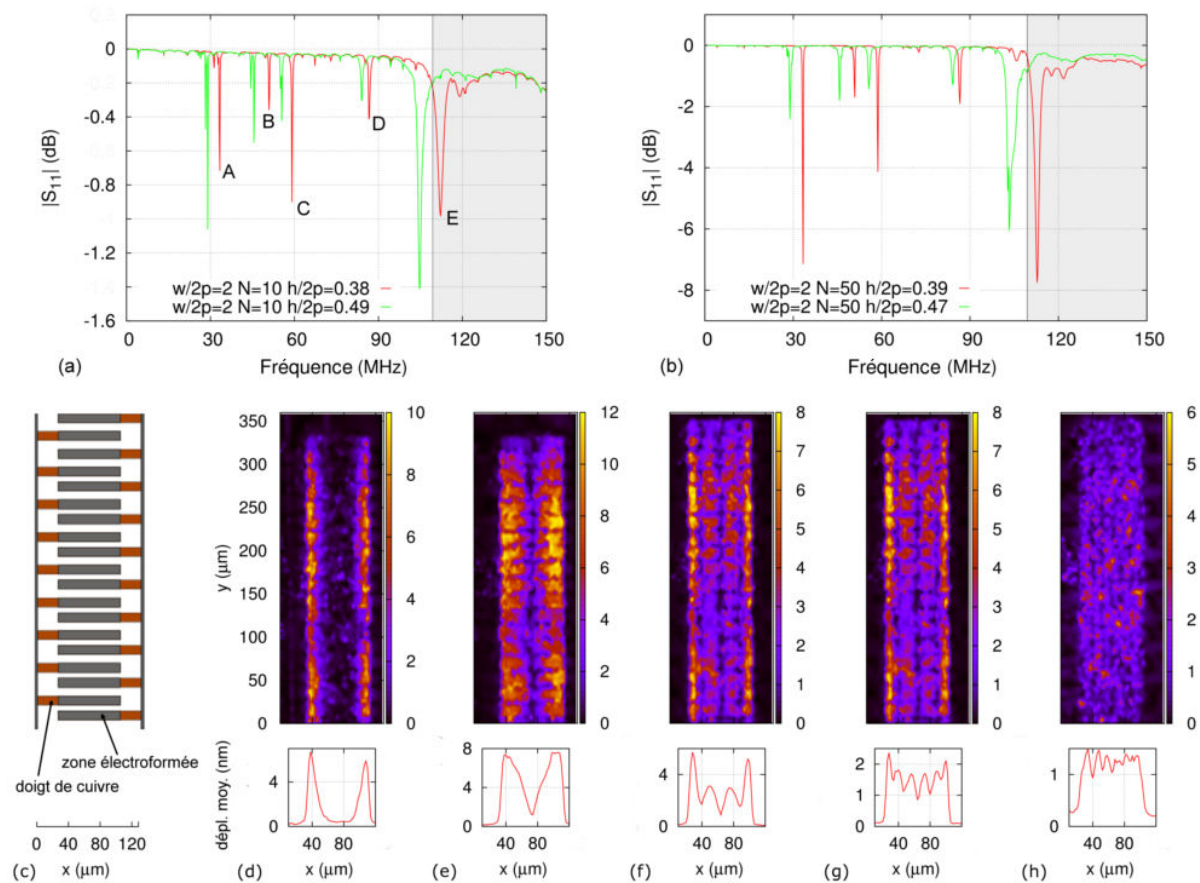 0
-0.2
-0.4
-0.6
-0.8
-1
-1.2
-1.4
-1.6
|S11| (dB)
A
B
C
D
E
w/2p=2 N=10 h/2p=0.38
w/2p=2 N=10 h/2p=0.49
0 30 60 90 120 150
(a) Fréquence (MHz)
0
-2
-4
-6
-8
|S11| (dB)
w/2p=2 N=50 h/2p=0.39
w/2p=2 N=50 h/2p=0.47
0 30 60 90 120 150
(b) Fréquence (MHz)
zone électroformée
doigt de cuivre
0 40 80 120
(c) x (µm)
350
300
250
200
150
100
50
0
y (µm)
10
8
6
4
2
0
dépl. moy. (nm)
4
0
40 80
(d) x (µm)
12
10
8
6
4
2
0
8
4
0
40 80
(e) x (µm)
8
7
6
5
4
3
2
1
0
4
0
40 80
(f) x (µm)
8
7
6
5
4
3
2
1
0
2
1
0
40 80
(g) x (µm)
6
5
4
3
2
1
0
1
0
40 80
(h) x (µm)